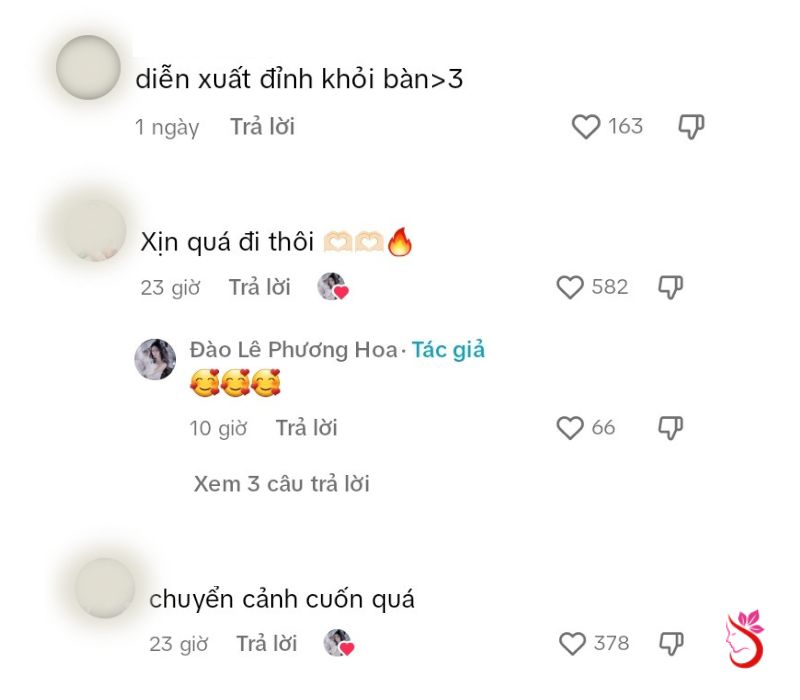 diễn xuất đỉnh khỏi bàn>3
1 ngày Trả lời 163
Xịn quá đi thôi 🫶🏻🫶🏻🔥
23 giờ Trả lời 582
Đào Lê Phương Hoa · Tác giả
🥰🥰🥰
10 giờ Trả lời 66
Xem 3 câu trả lời
chuyển cảnh cuốn quá
23 giờ Trả lời 378